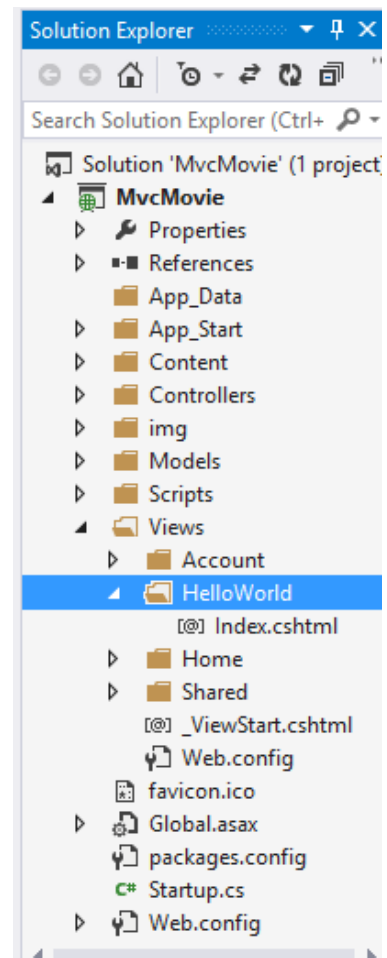 Solution Explorer
Search Solution Explorer (Ctrl+
Solution 'MvcMovie' (1 project)
MvcMovie
Properties
References
App_Data
App_Start
Content
Controllers
img
Models
Scripts
Views
Account
HelloWorld
[@] Index.cshtml
Home
Shared
[@] _ViewStart.cshtml
Web.config
favicon.ico
Global.asax
packages.config
C# Startup.cs
Web.config